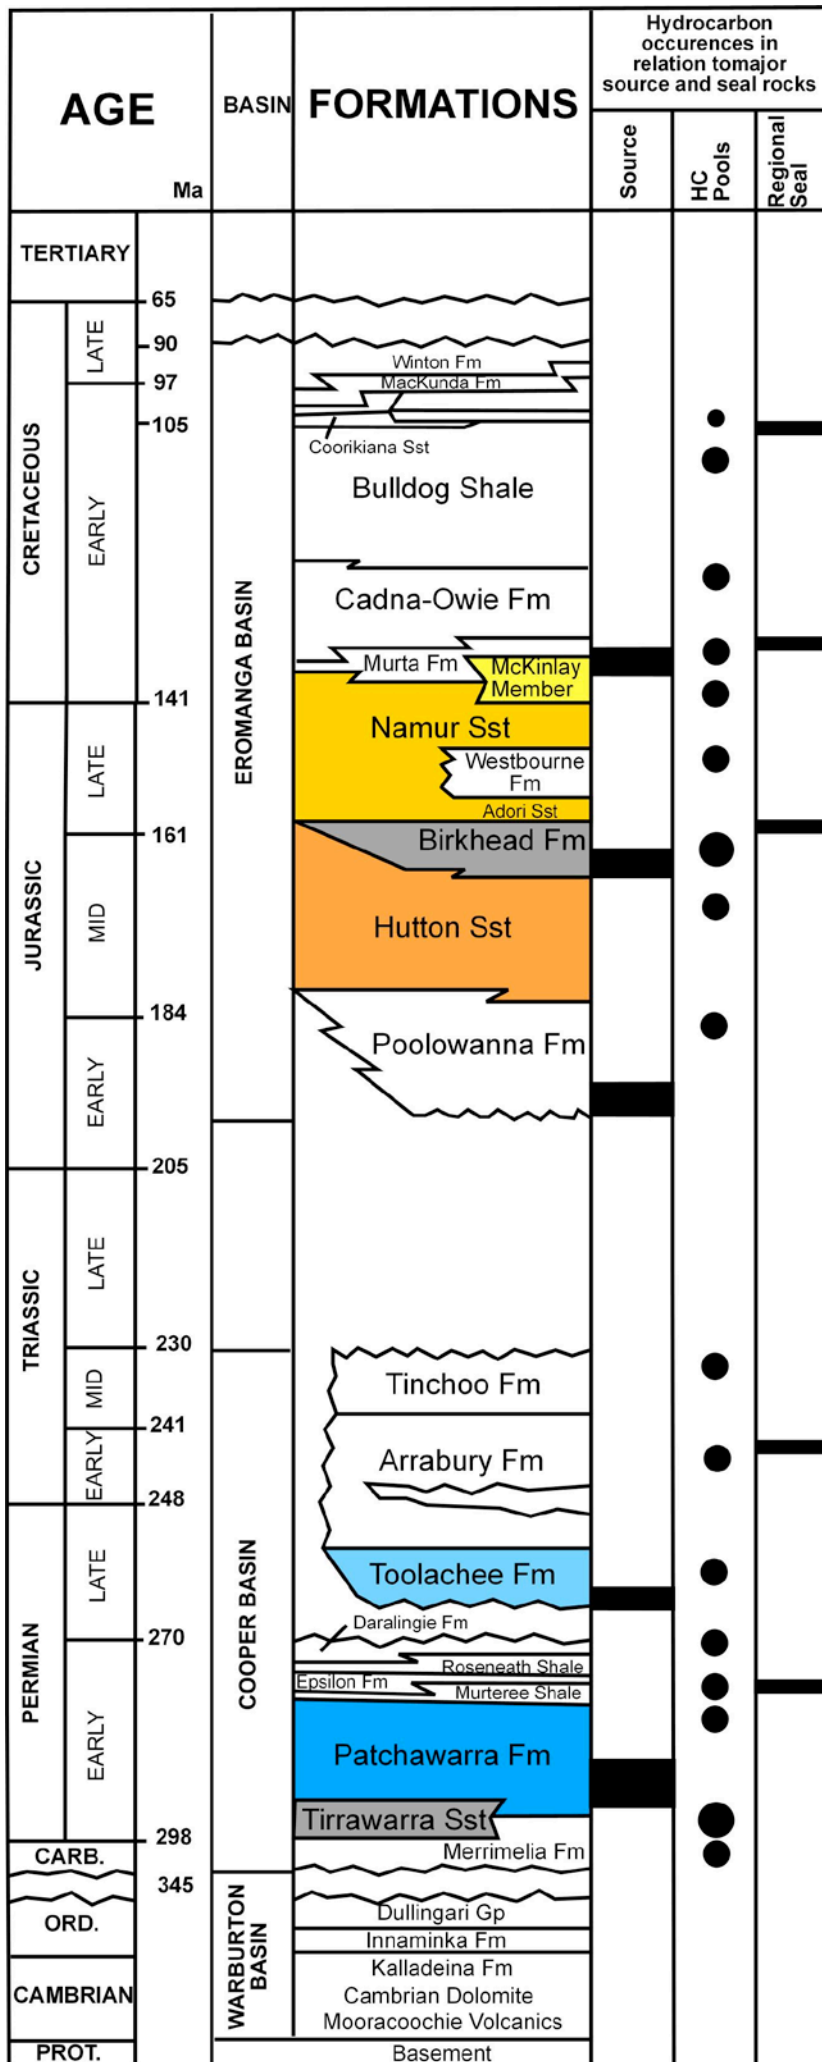 Hydrocarbon
occurences in
relation tomajor
source and seal rocks
AGE
BASIN
FORMATIONS
Ma
Source
HC
Pools
Regional
Seal
TERTIARY
65
LATE
90
Winton Fm
97
MacKunda Fm
105
Coorikiana Sst
CRETACEOUS
EARLY
Bulldog Shale
Cadna-Owie Fm
EROMANGA BASIN
Murta Fm
McKinlay
Member
141
Namur Sst
LATE
Westbourne
Fm
Adori Sst
161
Birkhead Fm
JURASSIC
MID
Hutton Sst
184
Poolowanna Fm
EARLY
205
LATE
TRIASSIC
230
MID
Tinchoo Fm
241
EARLY
Arrabury Fm
248
LATE
Toolachee Fm
COOPER BASIN
Daralingie Fm
270
Roseneath Shale
Epsilon Fm
Murteree Shale
PERMIAN
EARLY
Patchawarra Fm
Tirrawarra Sst
298
CARB.
Merrimelia Fm
345
ORD.
Dullingari Gp
Innaminka Fm
WARBURTON
BASIN
Kalladeina Fm
CAMBRIAN
Cambrian Dolomite
Mooracoochie Volcanics
PROT.
Basement